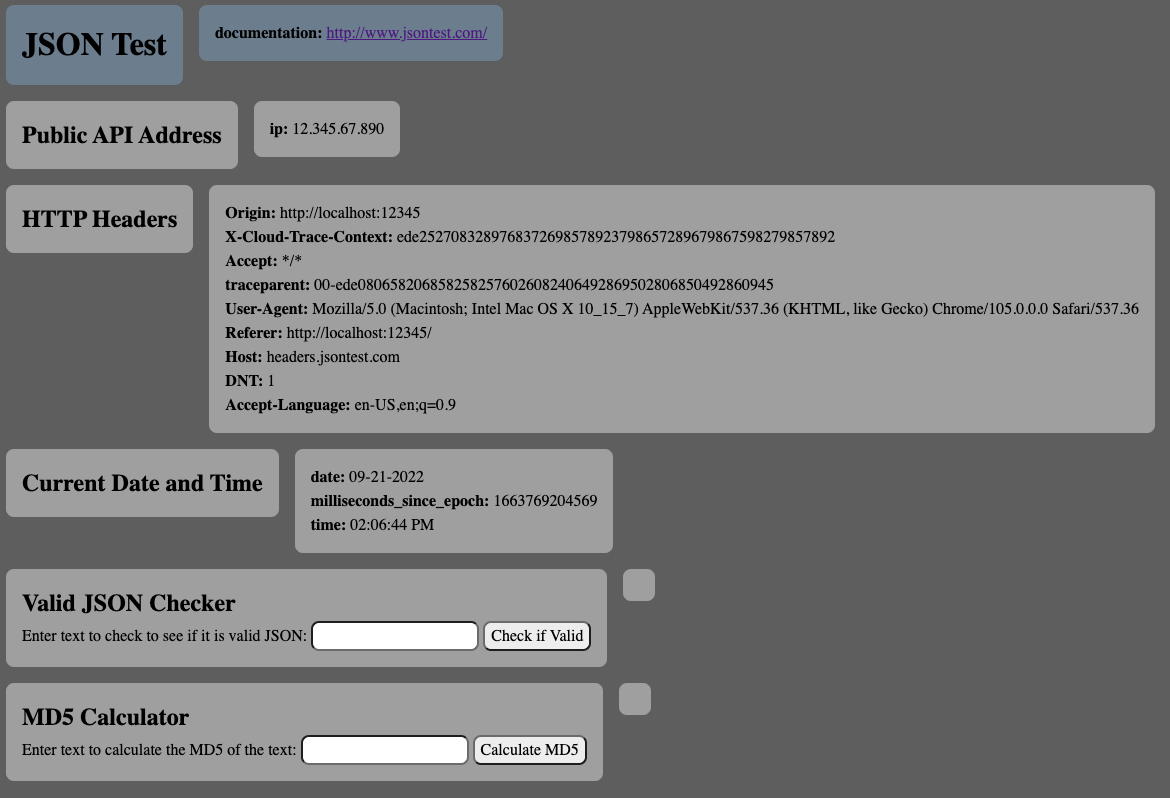 JSON Test
documentation: http://www.jsontest.com/
Public API Address
ip: 12.345.67.890
HTTP Headers
Origin: http://localhost:12345
X-Cloud-Trace-Context: ede25270832897683726985789237986572896798675982798578​92
Accept: */*
traceparent: 00-ede08065820685825825760260824064928695028068504928609​45
User-Agent: Mozilla/5.0 (Macintosh; Intel Mac OS X 10_15_7) AppleWebKit/537.36 (KHTML, like Gecko) Chrome/105.0.0.0 Safari/537.36
Referer: http://localhost:12345/
Host: headers.jsontest.com
DNT: 1
Accept-Language: en-US,en;q=0.9
Current Date and Time
date: 09-21-2022
milliseconds_since_epoch: 1663769204569
time: 02:06:44 PM
Valid JSON Checker
Enter text to check to see if it is valid JSON: Check if Valid
MD5 Calculator
Enter text to calculate the MD5 of the text: Calculate MD5